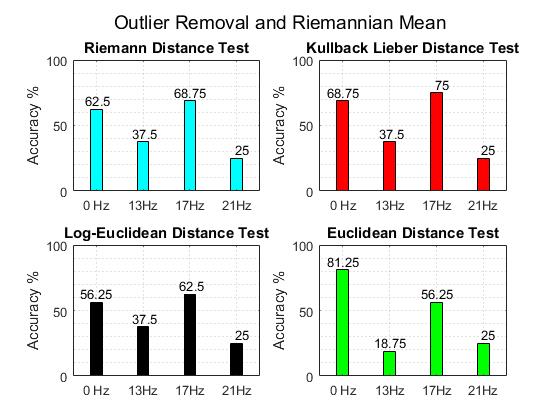 Outlier Removal and Riemannian Mean
Riemann Distance Test
Accuracy %
100
50
0
62.5
37.5
68.75
25
0 Hz 13Hz 17Hz 21Hz
Kullback Lieber Distance Test
Accuracy %
100
50
0
68.75
37.5
75
25
0 Hz 13Hz 17Hz 21Hz
Log-Euclidean Distance Test
Accuracy %
100
50
0
56.25
37.5
62.5
25
0 Hz 13Hz 17Hz 21Hz
Euclidean Distance Test
Accuracy %
100
50
0
81.25
18.75
56.25
25
0 Hz 13Hz 17Hz 21Hz